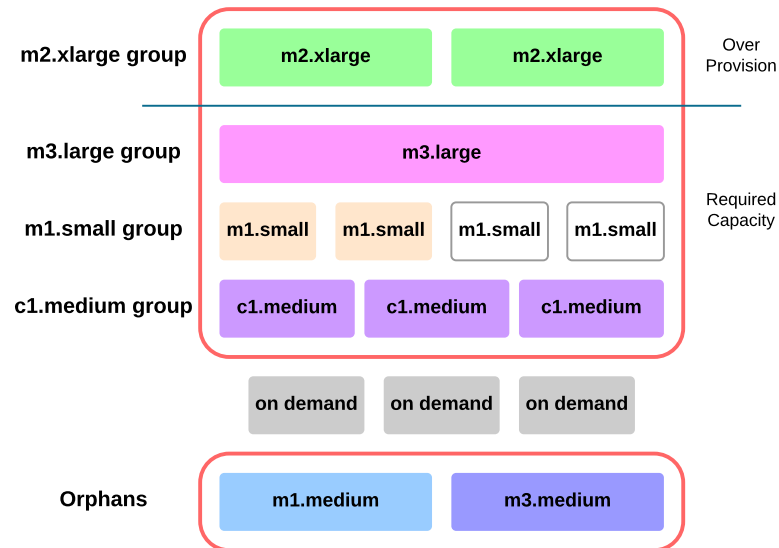 m2.xlarge group
m2.xlarge
m2.xlarge
Over
Provision
m3.large group
m3.large
m1.small group
m1.small
m1.small
m1.small
m1.small
Required
Capacity
c1.medium group
c1.medium
c1.medium
c1.medium
on demand
on demand
on demand
Orphans
m1.medium
m3.medium